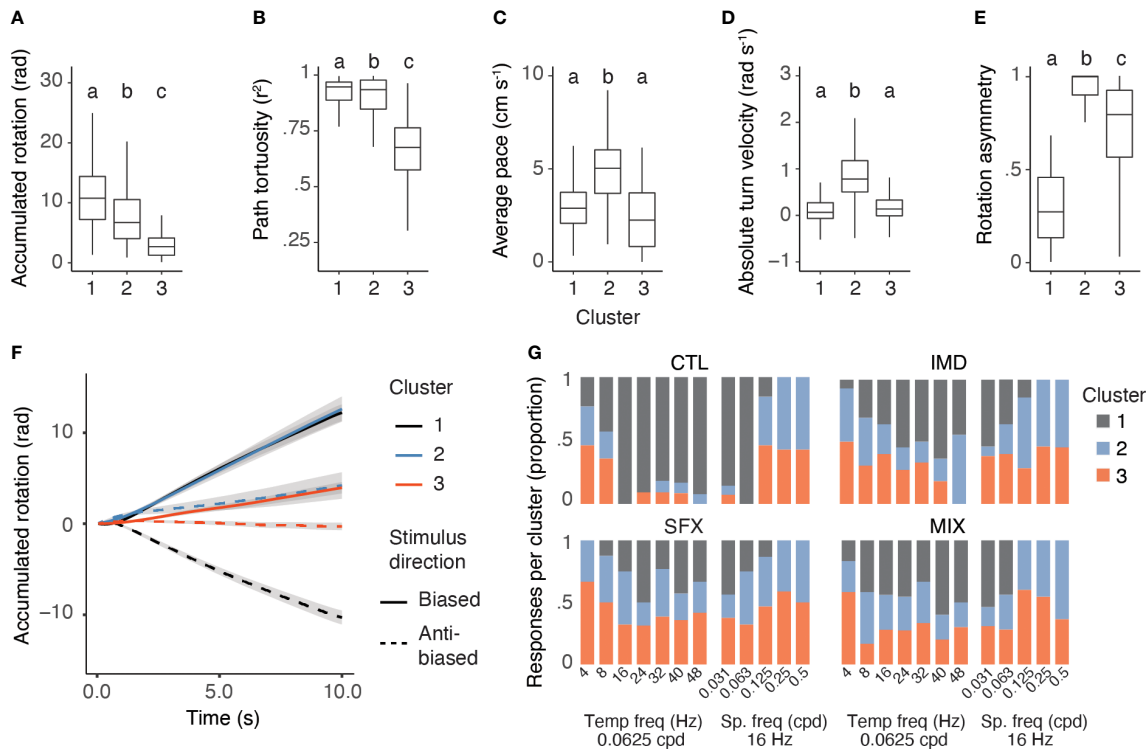 A
Accumulated rotation (rad)
30
20
10
0
a b c
1 2 3
B
Path tortuosity (r²)
1
.75
.5
.25
a b c
1 2 3
C
Average pace (cm s⁻¹)
10
5
0
a b a
1 2 3
Cluster
D
Absolute turn velocity (rad s⁻¹)
3
2
1
0
−1
a b a
1 2 3
E
Rotation asymmetry
1
.5
0
a b c
1 2 3
F
Accumulated rotation (rad)
10
0
−10
0.0 5.0 10.0
Time (s)
Cluster
1
2
3
Stimulus
direction
Biased
Anti-
biased
G
Responses per cluster (proportion)
CTL
IMD
1
.5
0
SFX
MIX
1
.5
0
4 8 16 24 32 40 48
0.031 0.063 0.125 0.25 0.5
4 8 16 24 32 40 48
0.031 0.063 0.125 0.25 0.5
Temp freq (Hz)
0.0625 cpd
Sp. freq (cpd)
16 Hz
Temp freq (Hz)
0.0625 cpd
Sp. freq (cpd)
16 Hz
Cluster
1
2
3